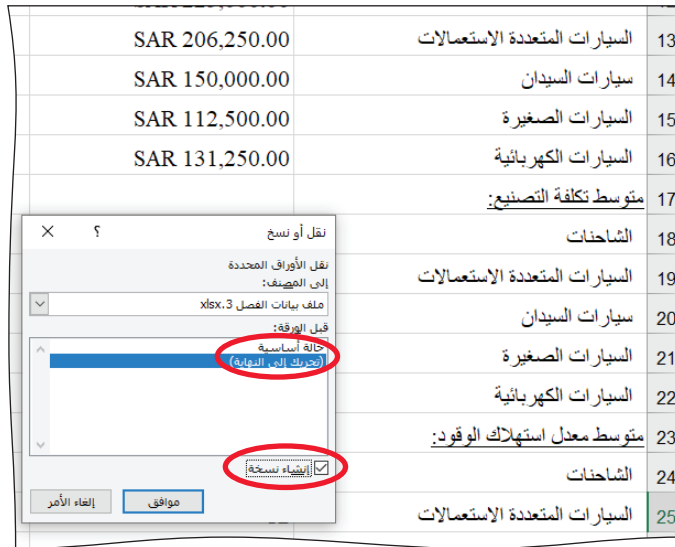 13 السيارات المتعددة الاستعمالات SAR 206,250.00
14 سيارات السيدان SAR 150,000.00
15 السيارات الصغيرة SAR 112,500.00
16 السيارات الكهربائية SAR 131,250.00
17 متوسط تكلفة التصنيع:
18 الشاحنات
19 السيارات المتعددة الاستعمالات
20 سيارات السيدان
21 السيارات الصغيرة
22 السيارات الكهربائية
23 متوسط معدل استهلاك الوقود:
24 الشاحنات
25 السيارات المتعددة الاستعمالات
نقل أو نسخ ؟
نقل الأوراق المحددة
إلى المصنف:
ملف بيانات الفصل 3.xlsx
قبل الورقة:
حالة أساسية
(تحريك إلى النهاية)
إنشاء نسخة
موافق إلغاء الأمر